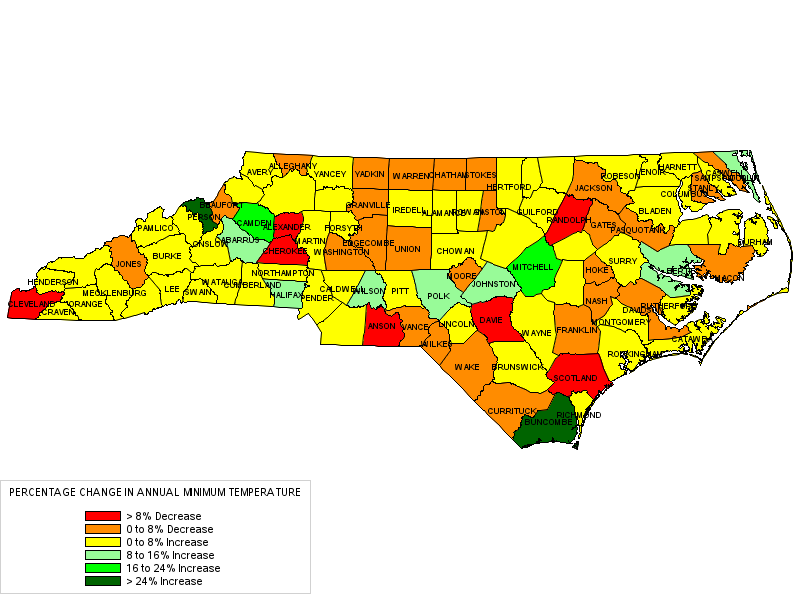 ALLEGHANY
AVERY YANCEY YADKIN WARREN CHATHAM STOKES
HERTFORD JACKSON ROBESON LENOIR HARNETT CASWELL
SAMPSON
STANLY
COLUMBUS
BEAUFORT GRANVILLE IREDELL ALAMANCE GUILFORD BLADEN
PERSON CAMDEN ALEXANDER FORSYTH RANDOLPH GATES PASQUOTANK
PAMLICO ONSLOW CABARRUS MARTIN EDGECOMBE DURHAM
CHEROKEE WASHINGTON UNION CHOWAN
JONES BURKE MITCHELL SURRY
HENDERSON NORTHAMPTON MOORE HOKE BERTIE MACON
CLEVELAND MECKLENBURG LEE SWAIN WATAUGA CUMBERLAND HALIFAX PENDER CALDWELL WILSON PITT POLK JOHNSTON
CRAVEN ORANGE NASH DAVIDSON RUTHERFORD
ANSON VANCE LINCOLN DAVIE WAYNE FRANKLIN MONTGOMERY
WILKES CATAWBA
WAKE BRUNSWICK ROCKINGHAM
SCOTLAND
CURRITUCK RICHMOND
BUNCOMBE
PERCENTAGE CHANGE IN ANNUAL MINIMUM TEMPERATURE
> 8% Decrease
0 to 8% Decrease
0 to 8% Increase
8 to 16% Increase
16 to 24% Increase
> 24% Increase